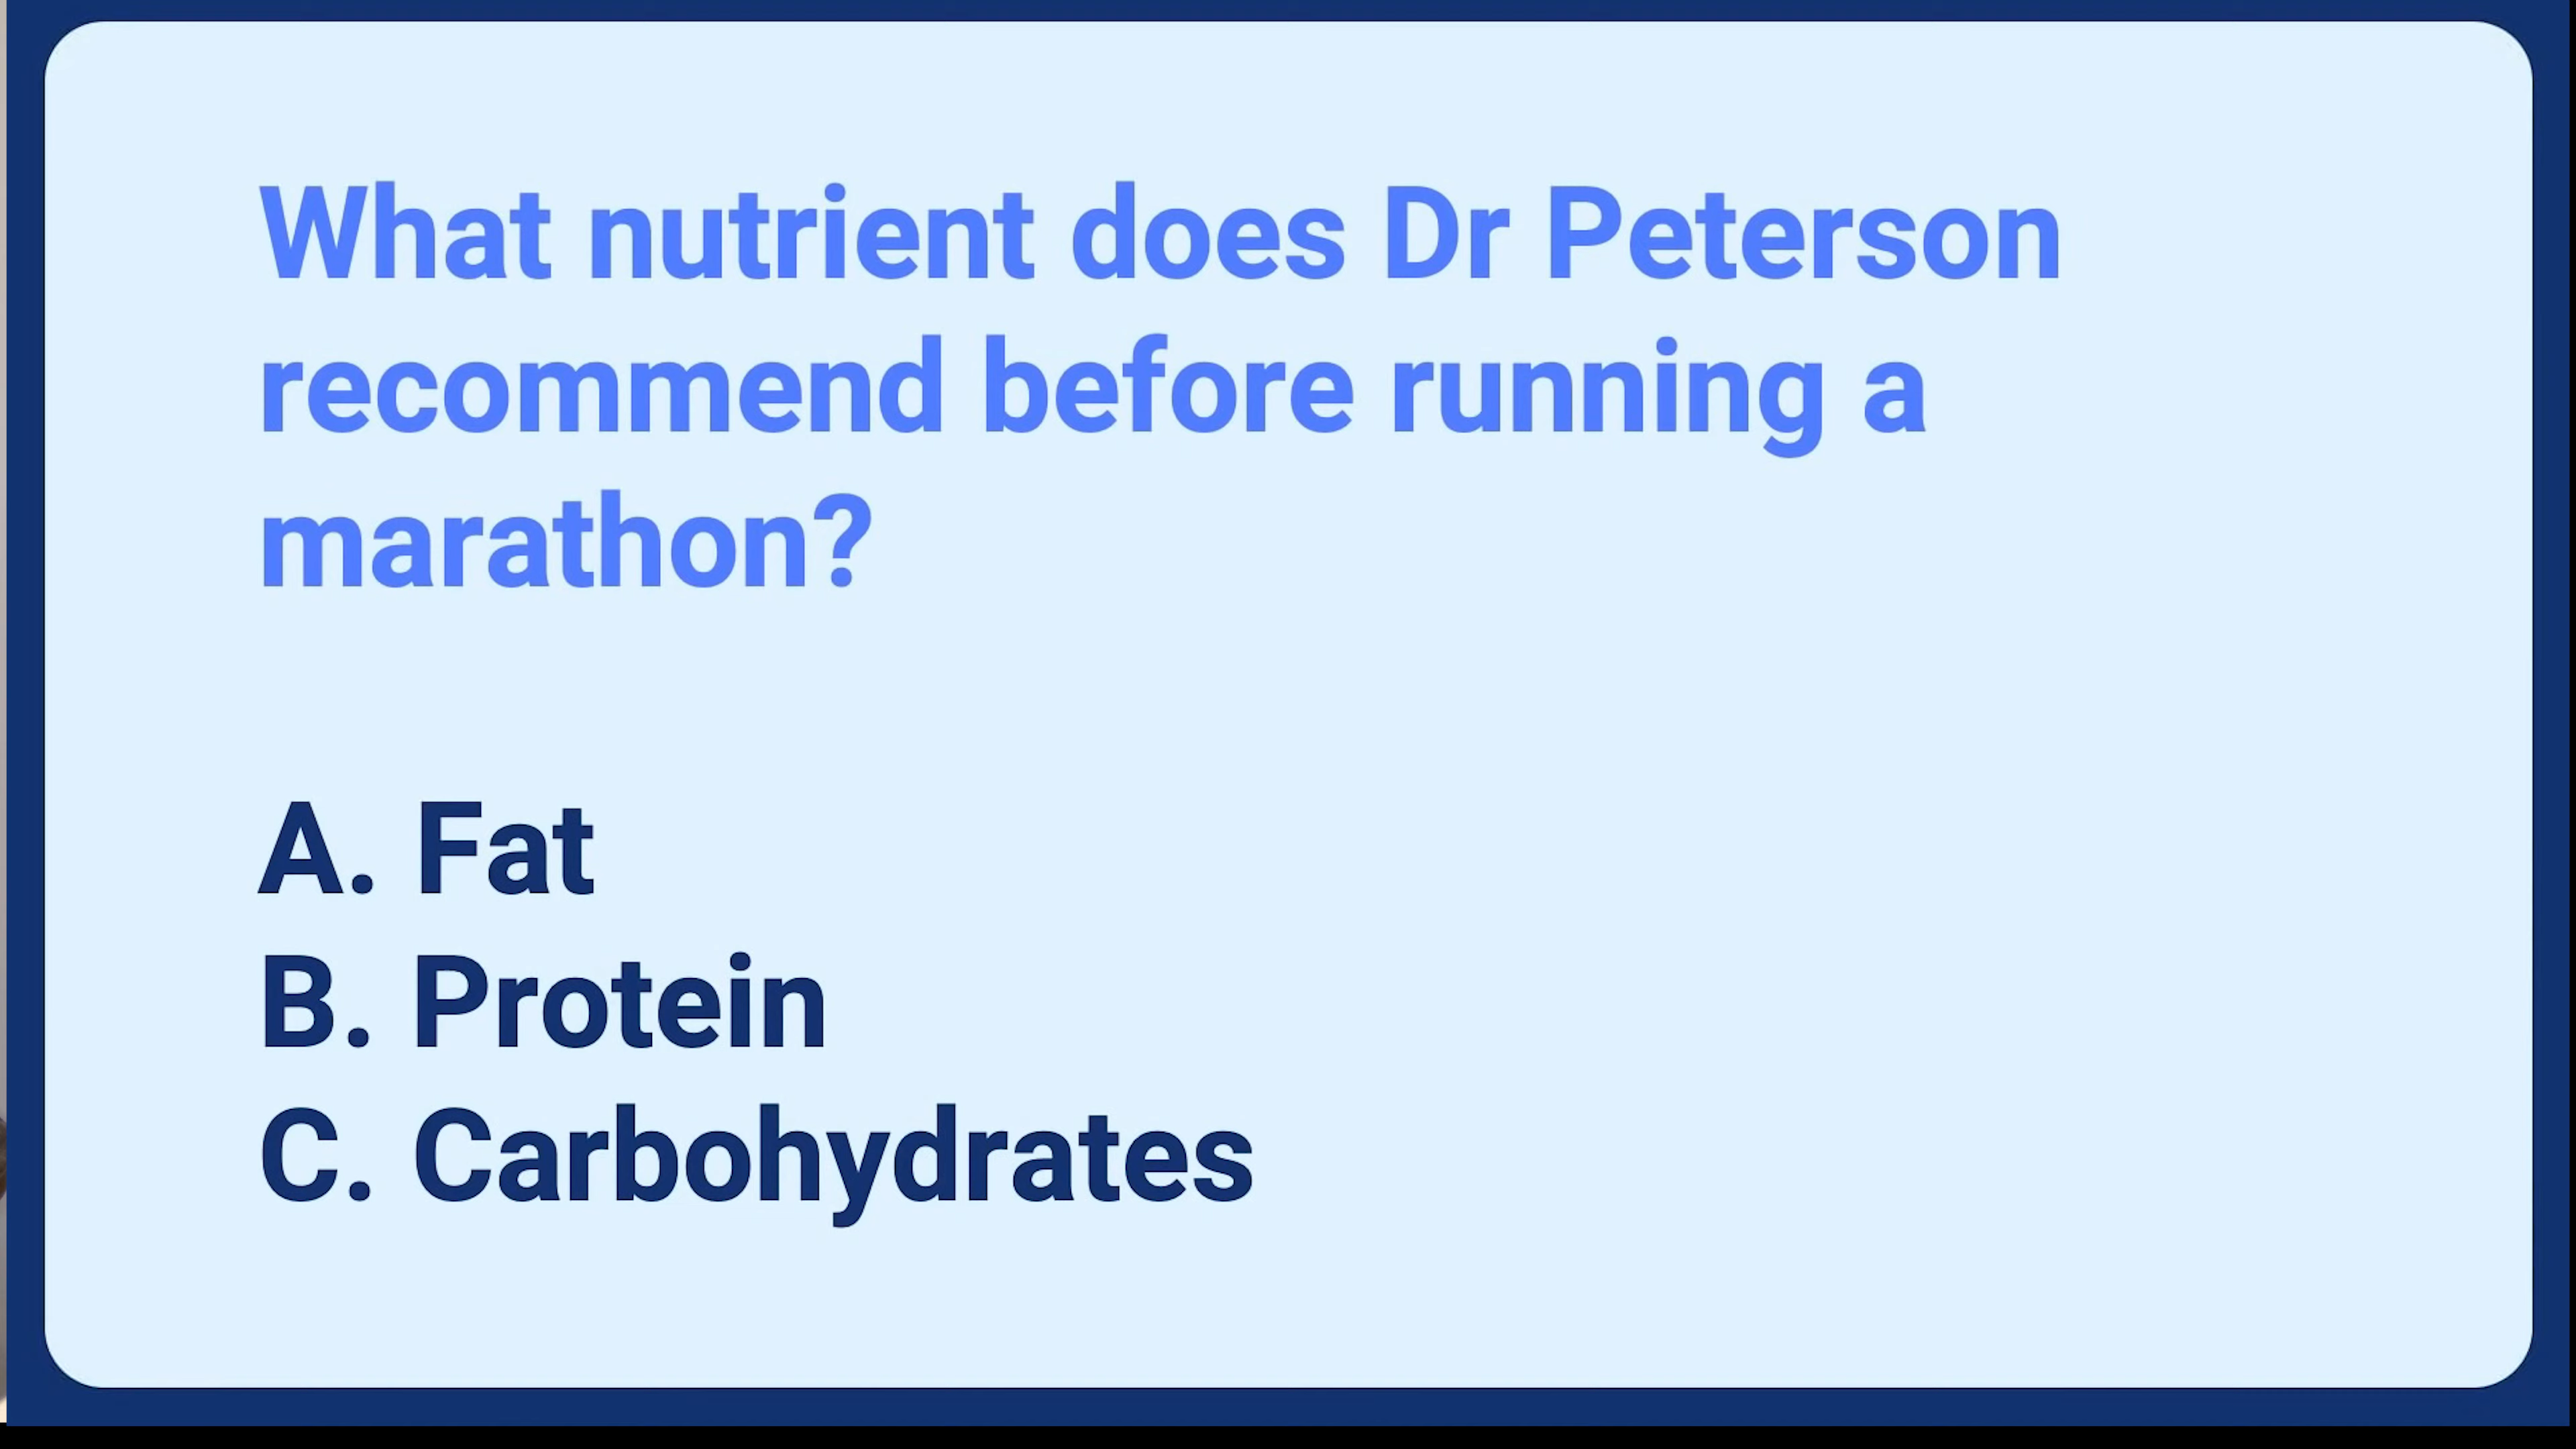 What nutrient does Dr Peterson
recommend before running a
marathon?
A. Fat
B. Protein
C. Carbohydrates